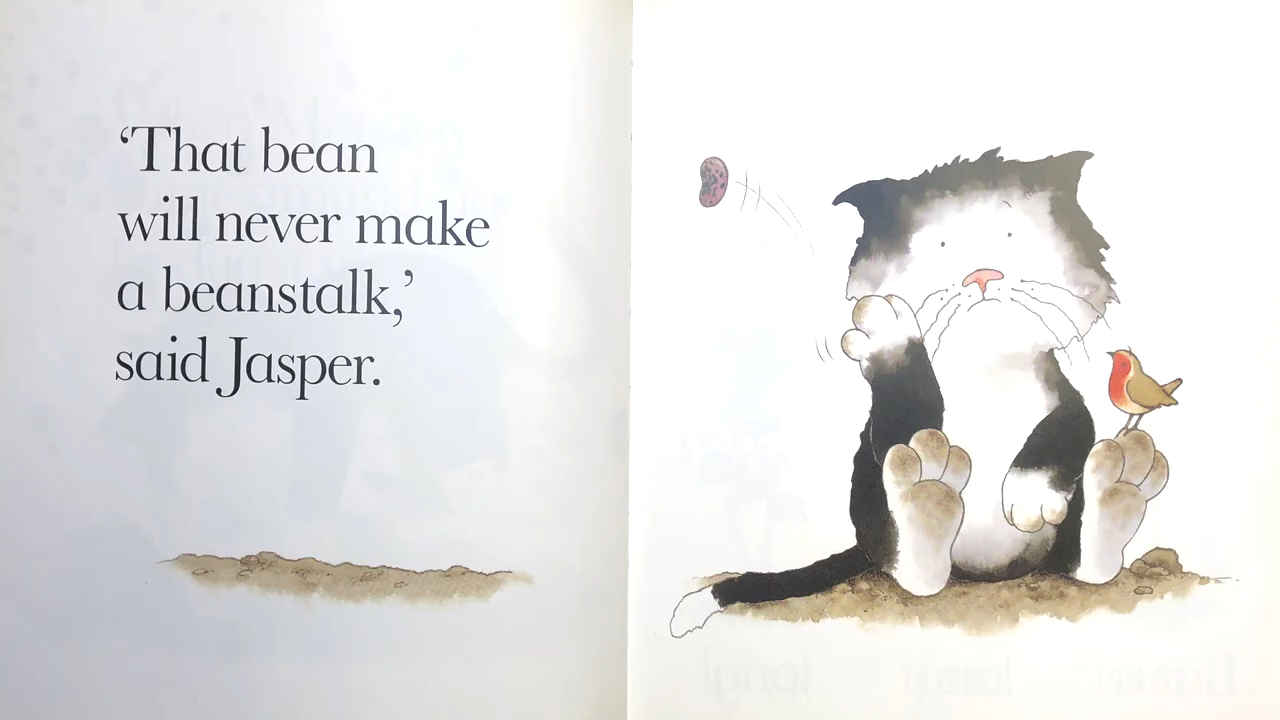 ‘That bean
will never make
a beanstalk,’
said Jasper.